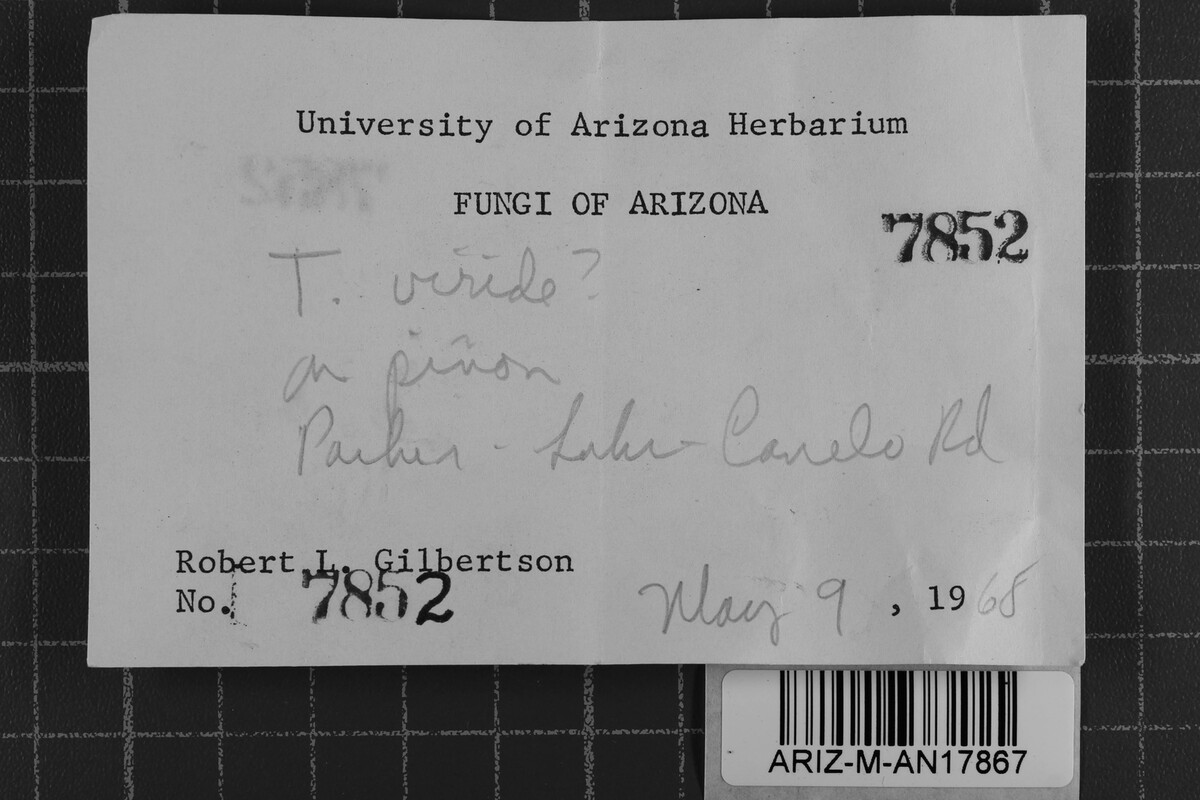 University of Arizona Herbarium
FUNGI OF ARIZONA
7852
T. viride?
on piñon
Parker - Lake - Canelo Rd
Robert L. Gilbertson
No. 7852
May 9, 1968
ARIZ-M-AN17867